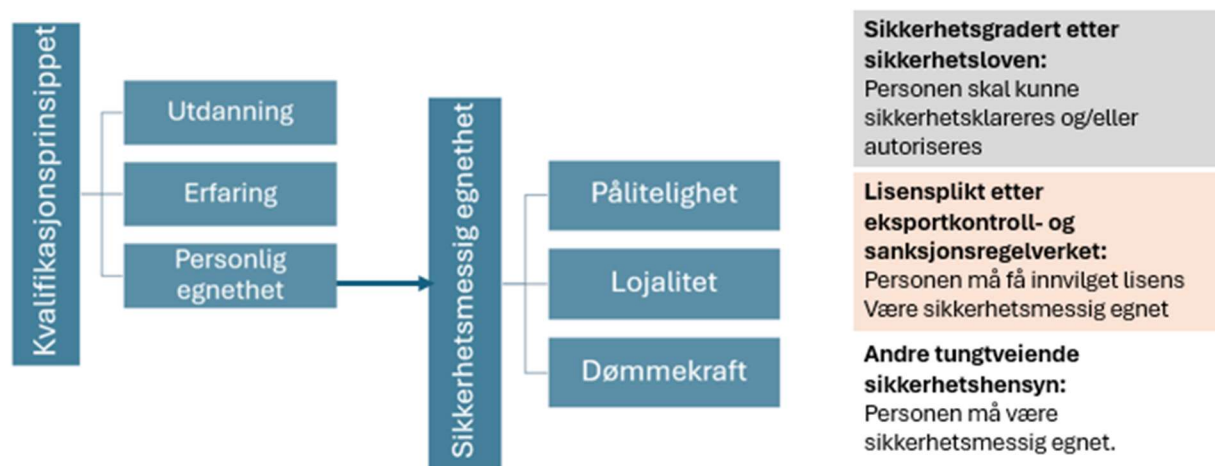 Kvalifikasjonsprinsippet
Utdanning
Erfaring
Personlig
egnethet
Sikkerhetsmessig egnethet
Pålitelighet
Lojalitet
Dømmekraft
Sikkerhetsgradert etter
sikkerhetsloven:
Personen skal kunne
sikkerhetsklareres og/eller
autoriseres
Lisensplikt etter
eksportkontroll- og
sanksjonsregelverket:
Personen må få innvilget lisens
Være sikkerhetsmessig egnet
Andre tungtveiende
sikkerhetshensyn:
Personen må være
sikkerhetsmessig egnet.